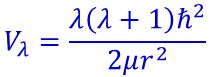 V_λ = λ(λ + 1)ħ² / 2μr²